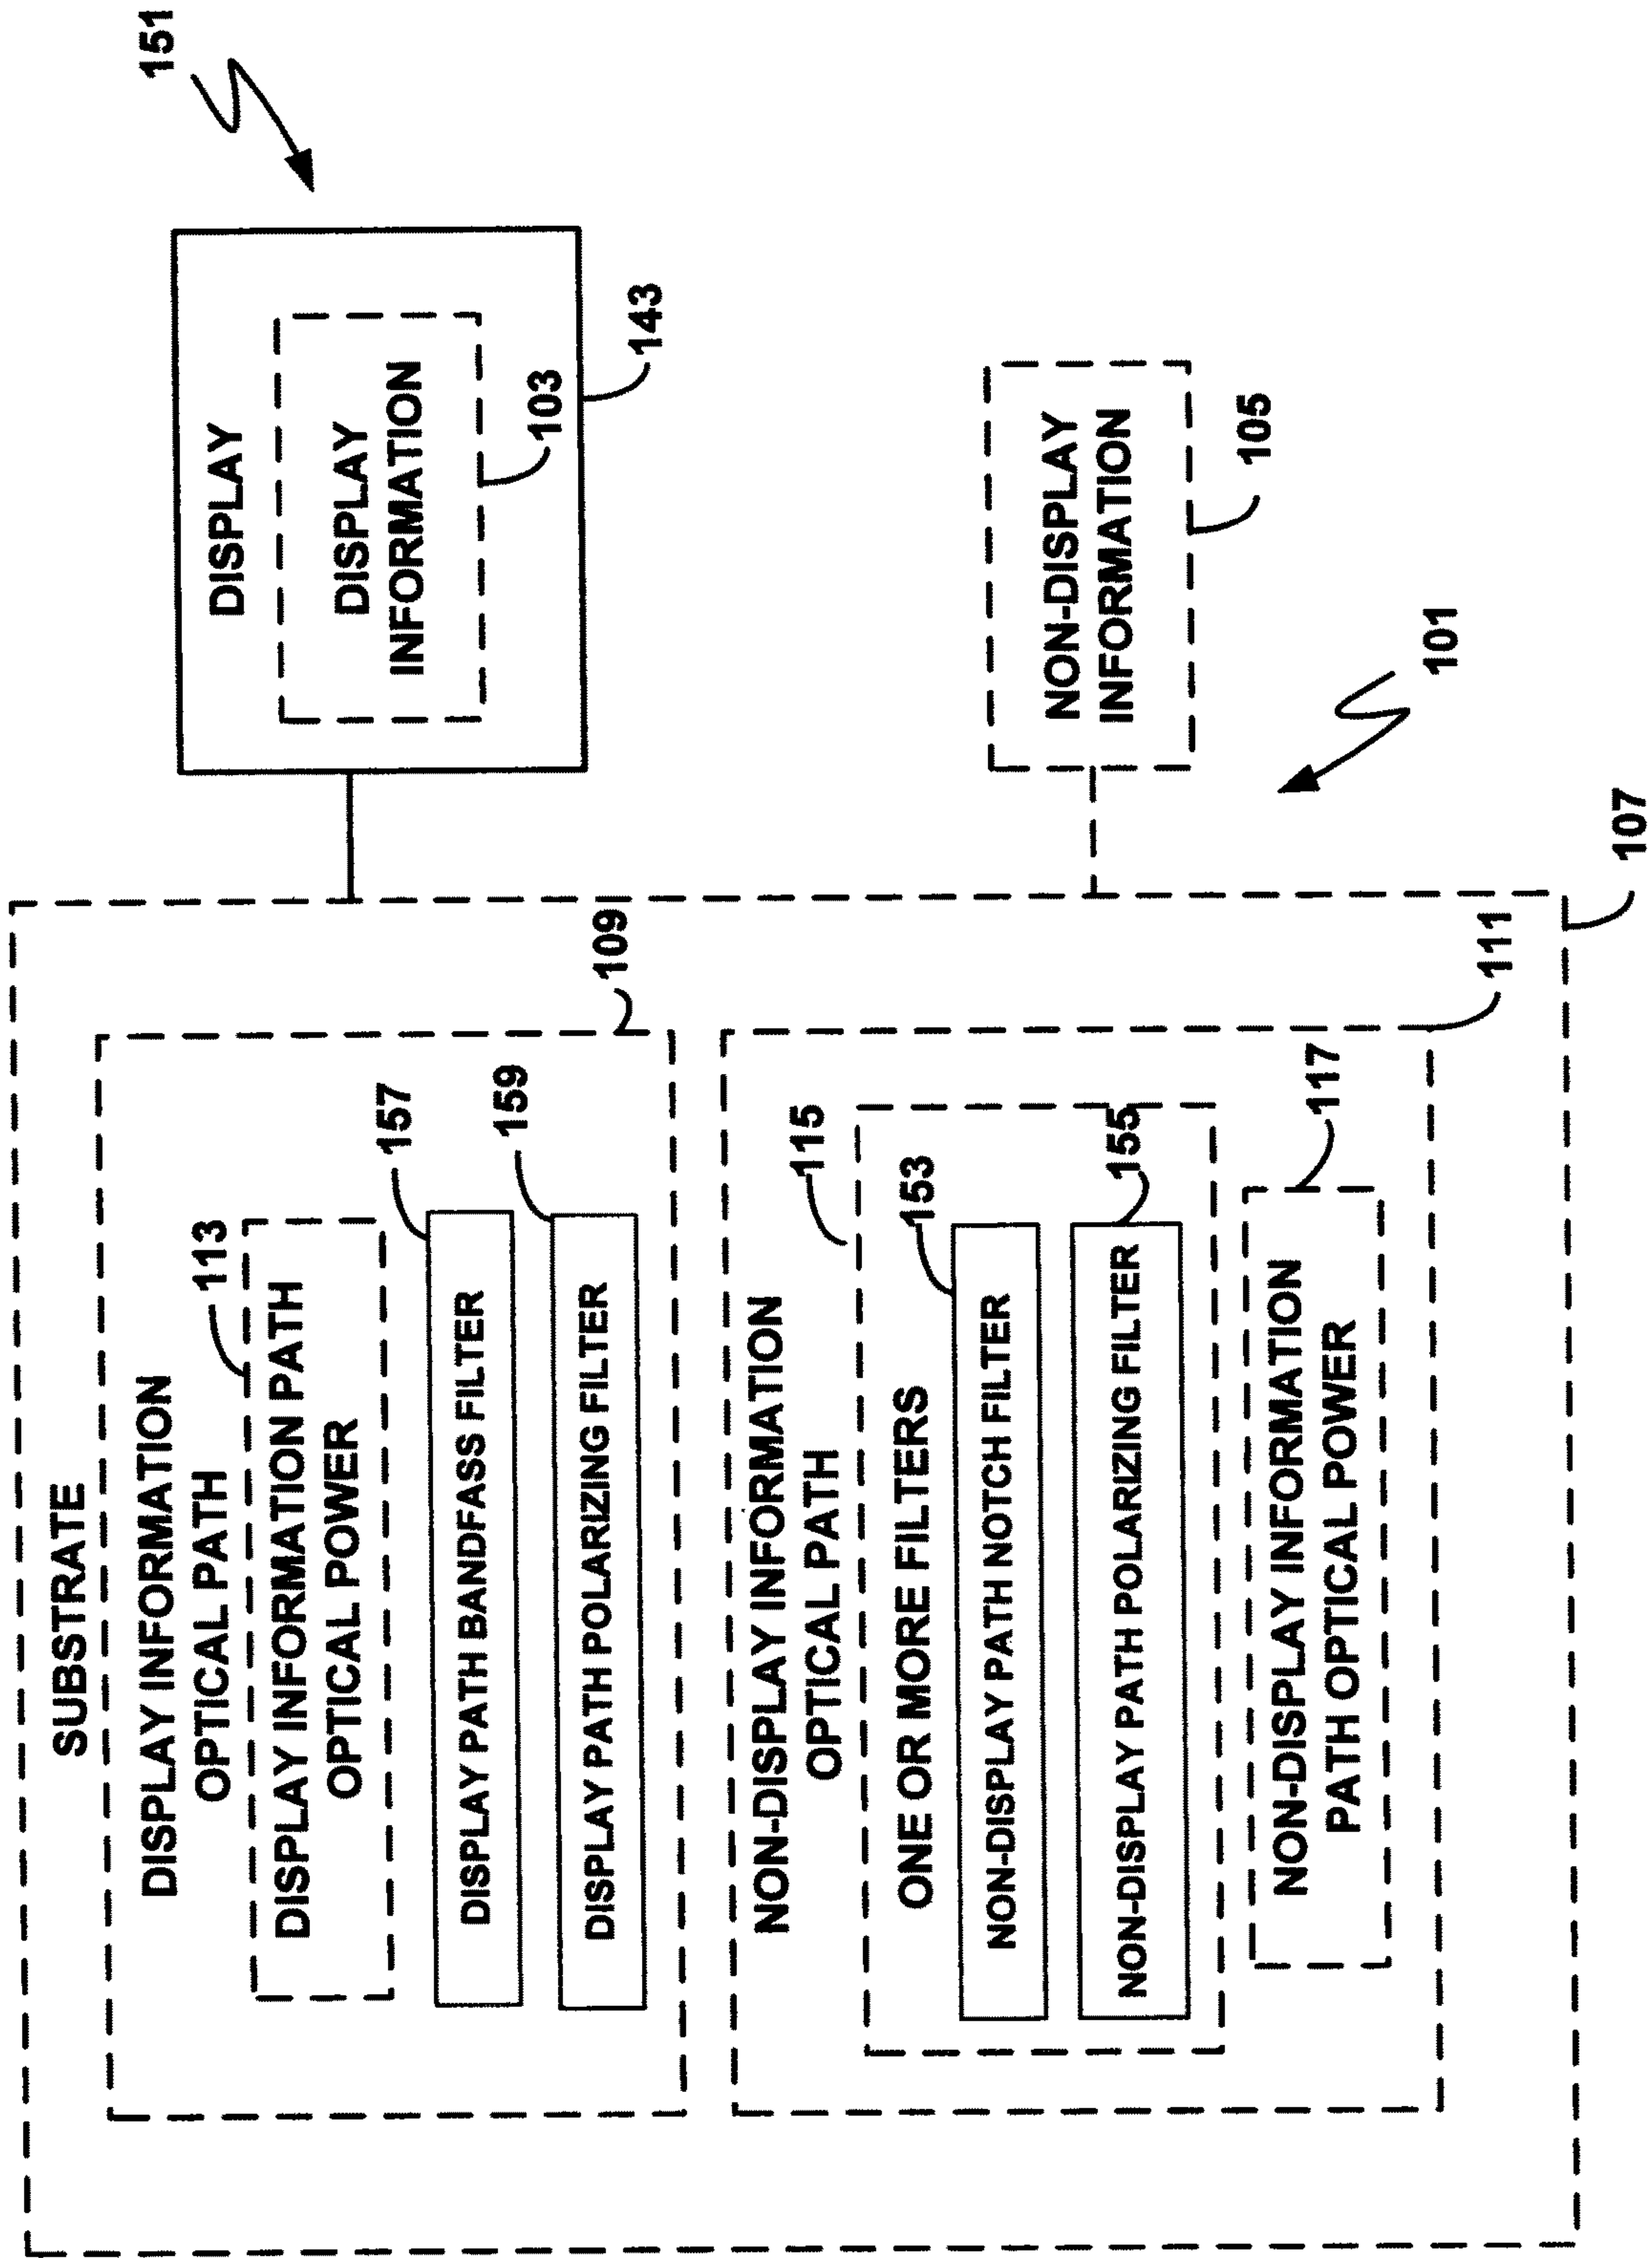 SUBSTRATE
DISPLAY INFORMATION
OPTICAL PATH
113
DISPLAY INFORMATION PATH
OPTICAL POWER
157
DISPLAY PATH BANDFASS FILTER
159
DISPLAY PATH POLARIZING FILTER
109
NON-DISPLAY INFORMATION
OPTICAL PATH
115
ONE OR MORE FILTERS
153
NON-DISPLAY PATH NOTCH FILTER
155
NON-DISPLAY PATH POLARIZING FILTER
117
NON-DISPLAY INFORMATION
PATH OPTICAL POWER
111
107
151
DISPLAY
DISPLAY
INFORMATION
103
143
NON-DISPLAY
INFORMATION
105
101